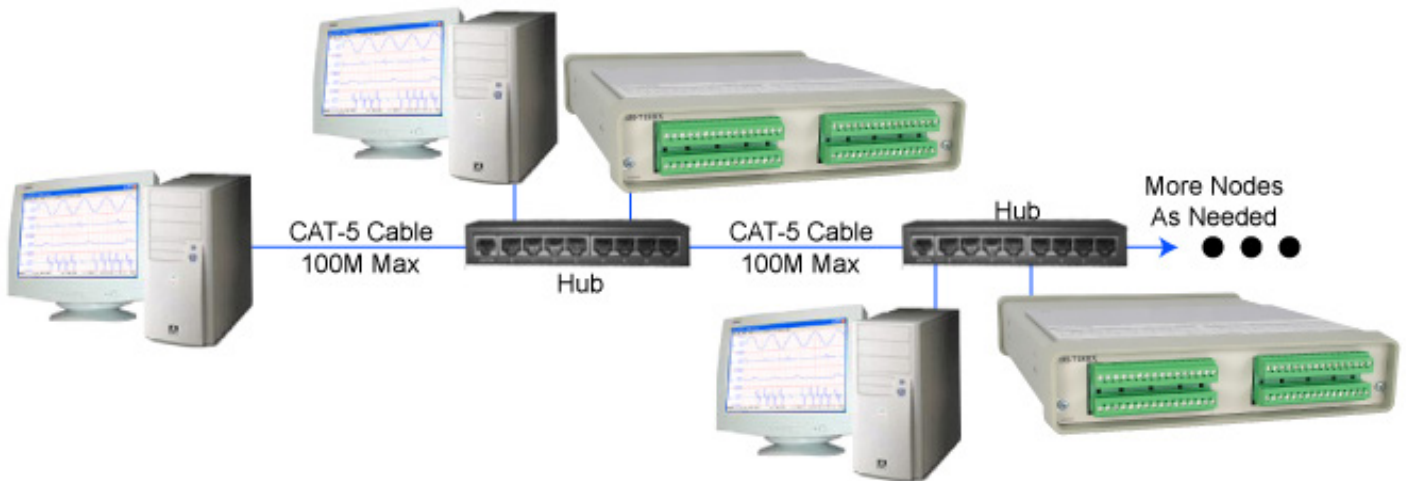 CAT-5 Cable
100M Max
Hub
CAT-5 Cable
100M Max
Hub
More Nodes
As Needed